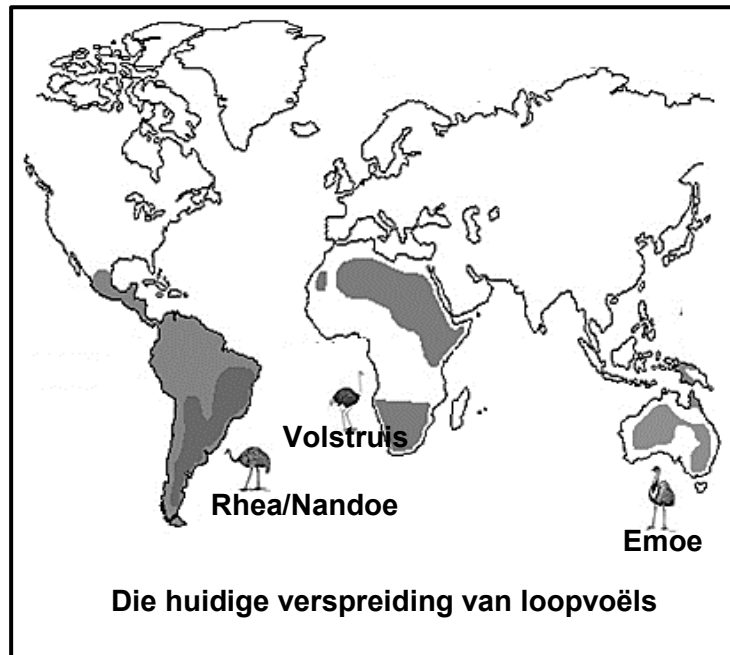 Volstruis
Rhea/Nandoe
Emoe
Die huidige verspreiding van loopvoëls